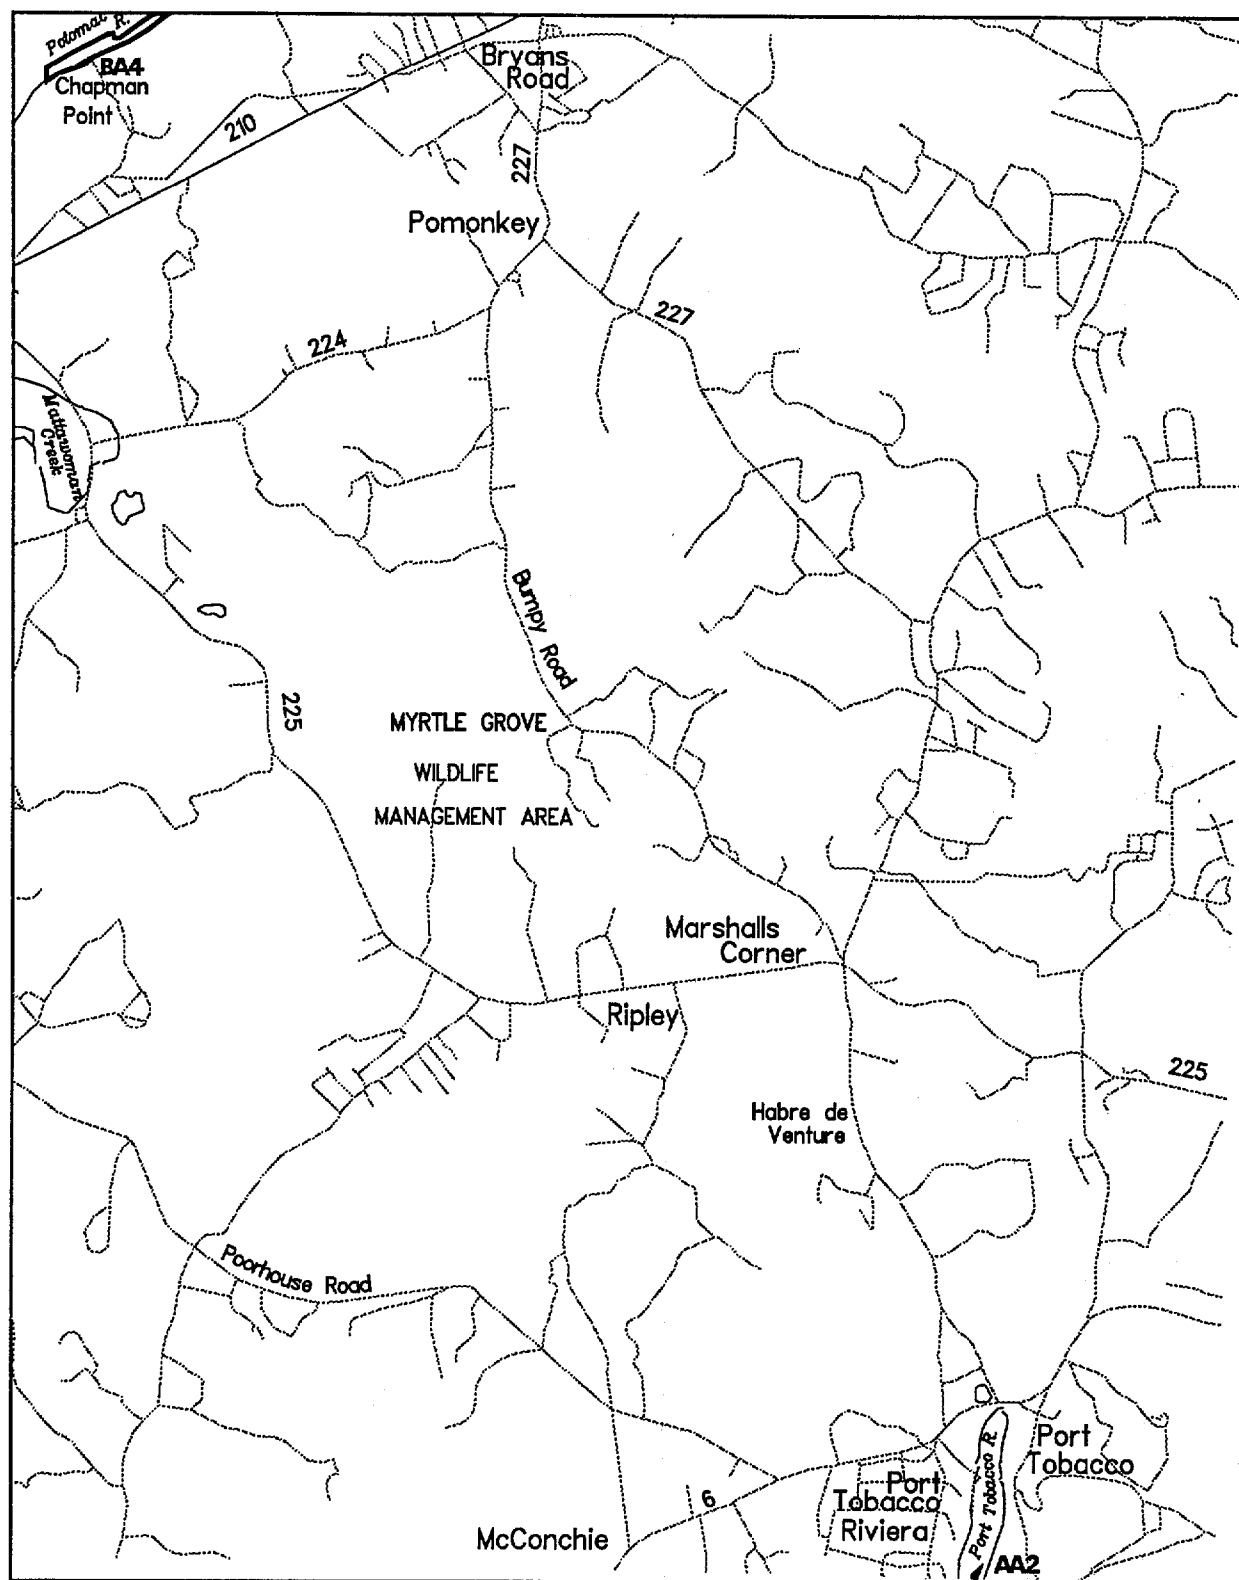 Potomac
R.
BA4
Chapman
Point
210
Bryans
Road
227
Pomonkey
227
224
Mattawoman
Creek
Bumpy Road
225
MYRTLE GROVE
WILDLIFE
MANAGEMENT AREA
Marshalls
Corner
Ripley
225
Habre de
Venture
Poorhouse Road
Port
Tobacco
Port
Tobacco
Riviera
Port Tobacco R.
6
McConchie
AA2